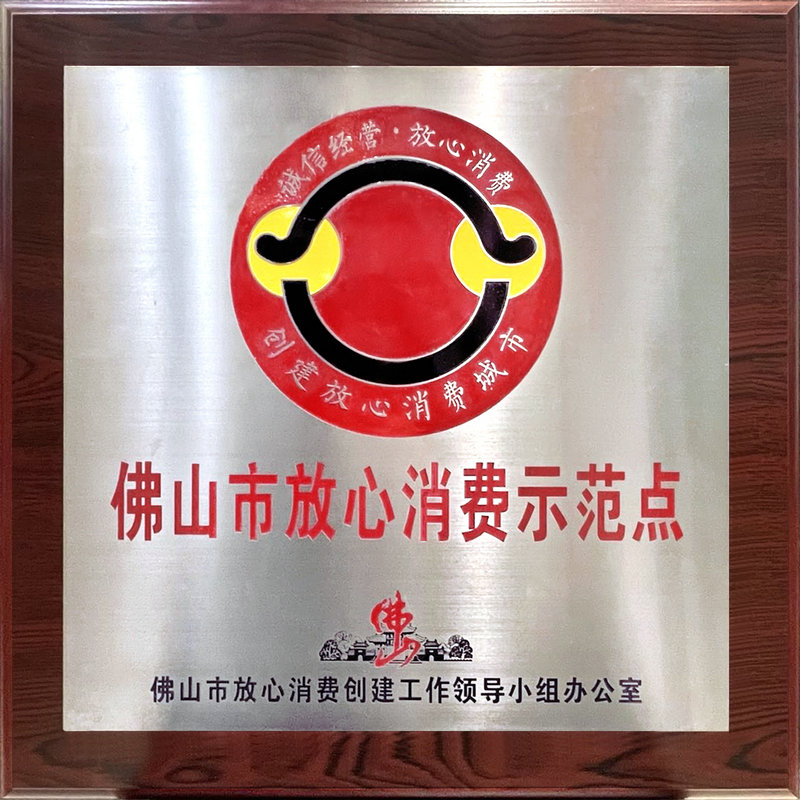 诚信经营·放心消费
创建放心消费城市
佛山市放心消费示范点
佛山
佛山市放心消费创建工作领导小组办公室